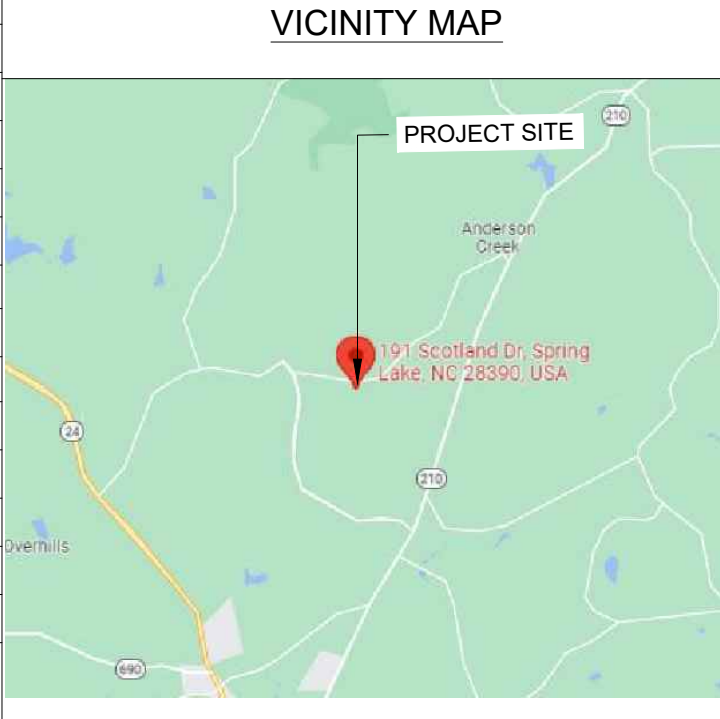 VICINITY MAP
210
PROJECT SITE
Anderson
Creek
191 Scotland Dr, Spring
Lake, NC 28390, USA
24
210
Overhills
690